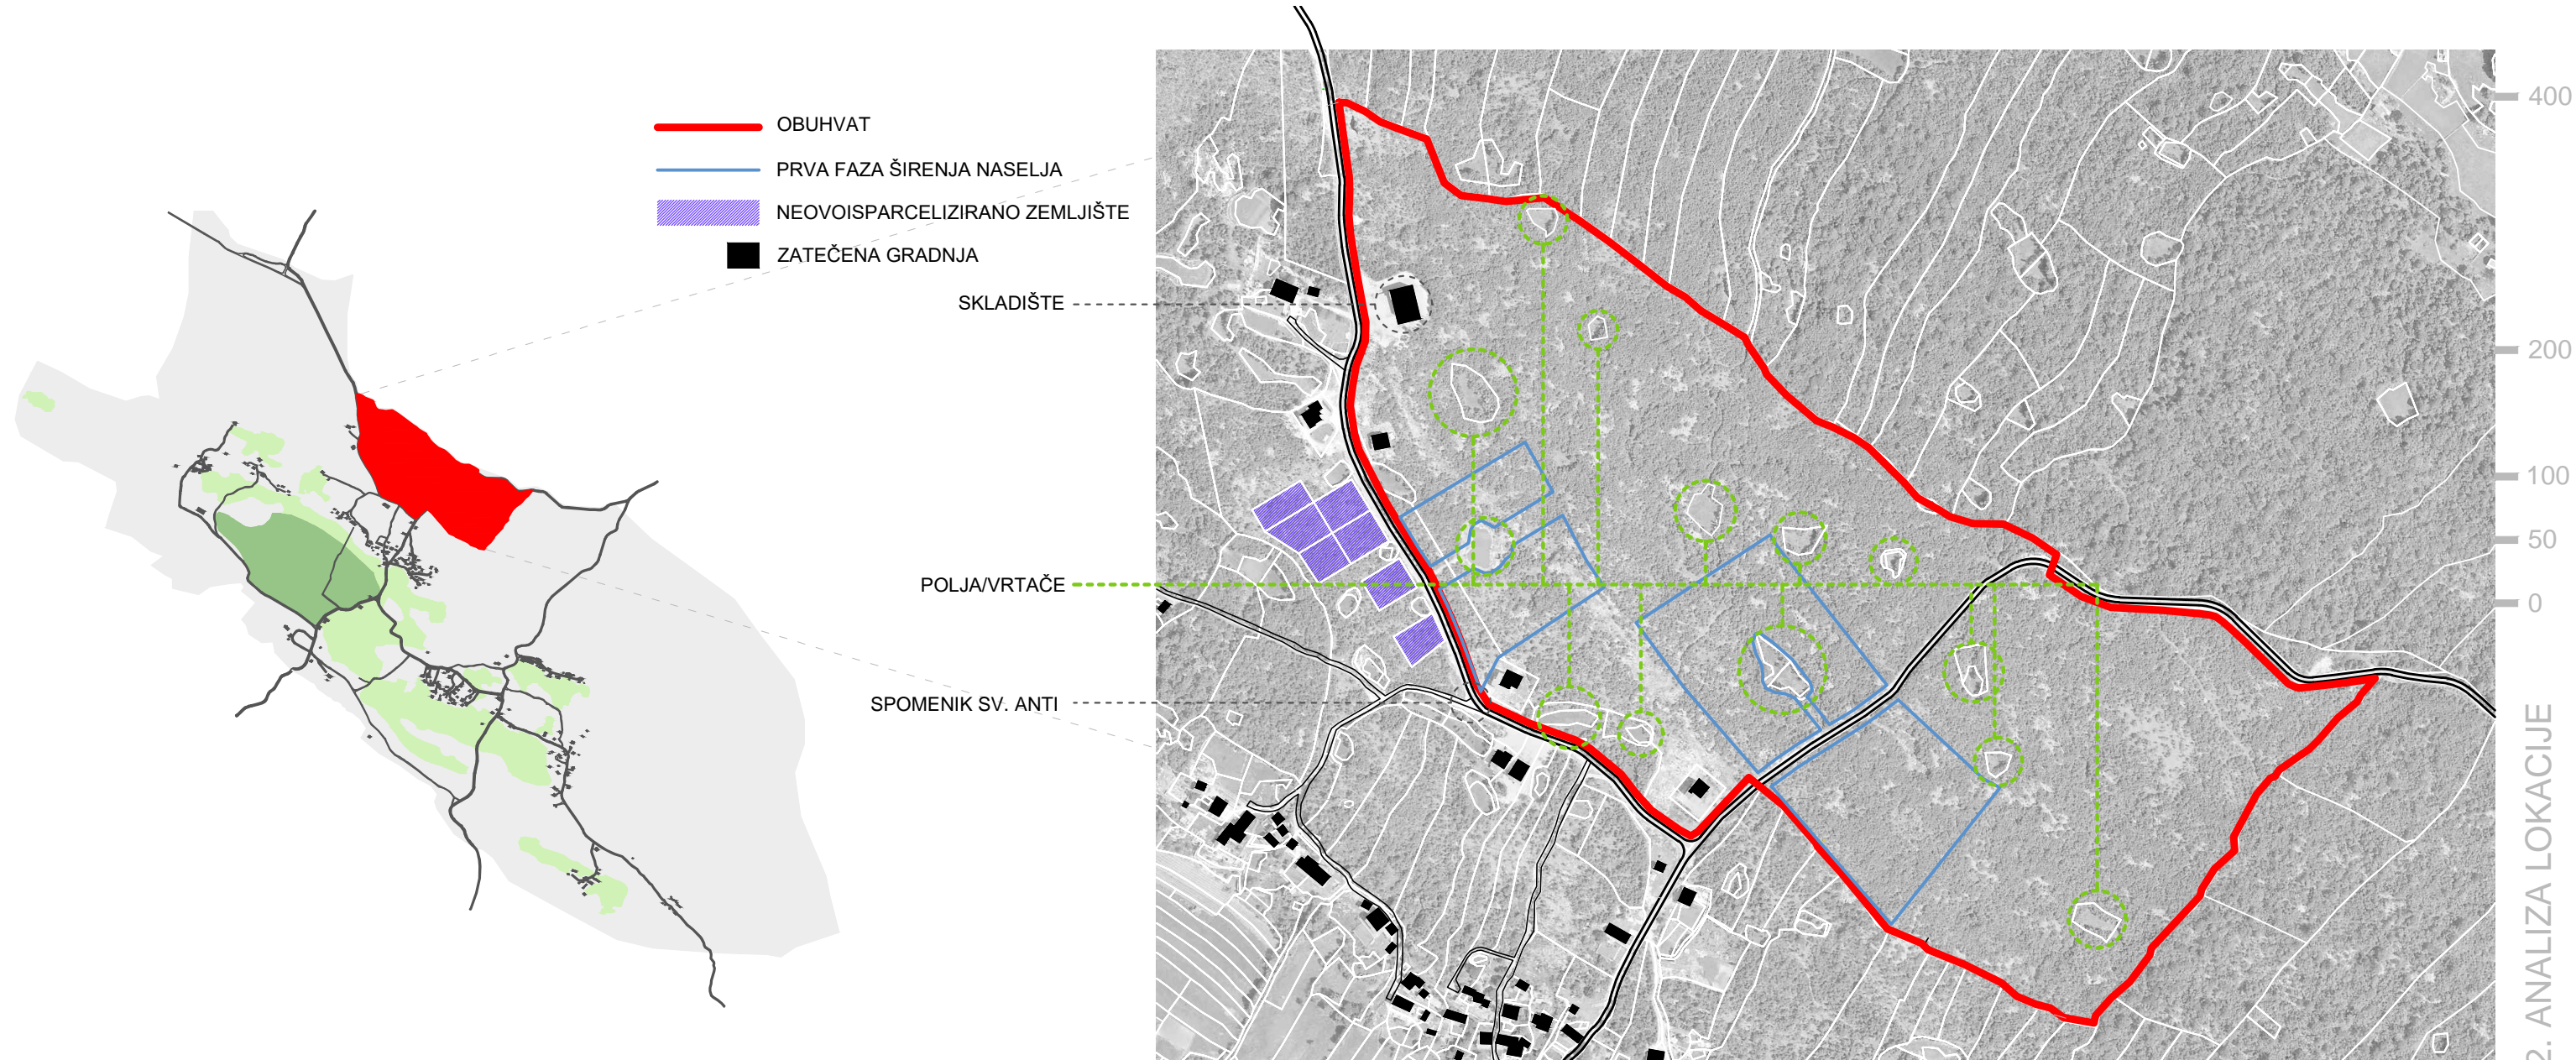 OBUHVAT
PRVA FAZA ŠIRENJA NASELJA
NEOVOISPARCELIZIRANO ZEMLJIŠTE
ZATEČENA GRADNJA
SKLADIŠTE
POLJA/VRTAČE
SPOMENIK SV. ANTI
400
200
100
50
0
2. ANALIZA LOKACIJE